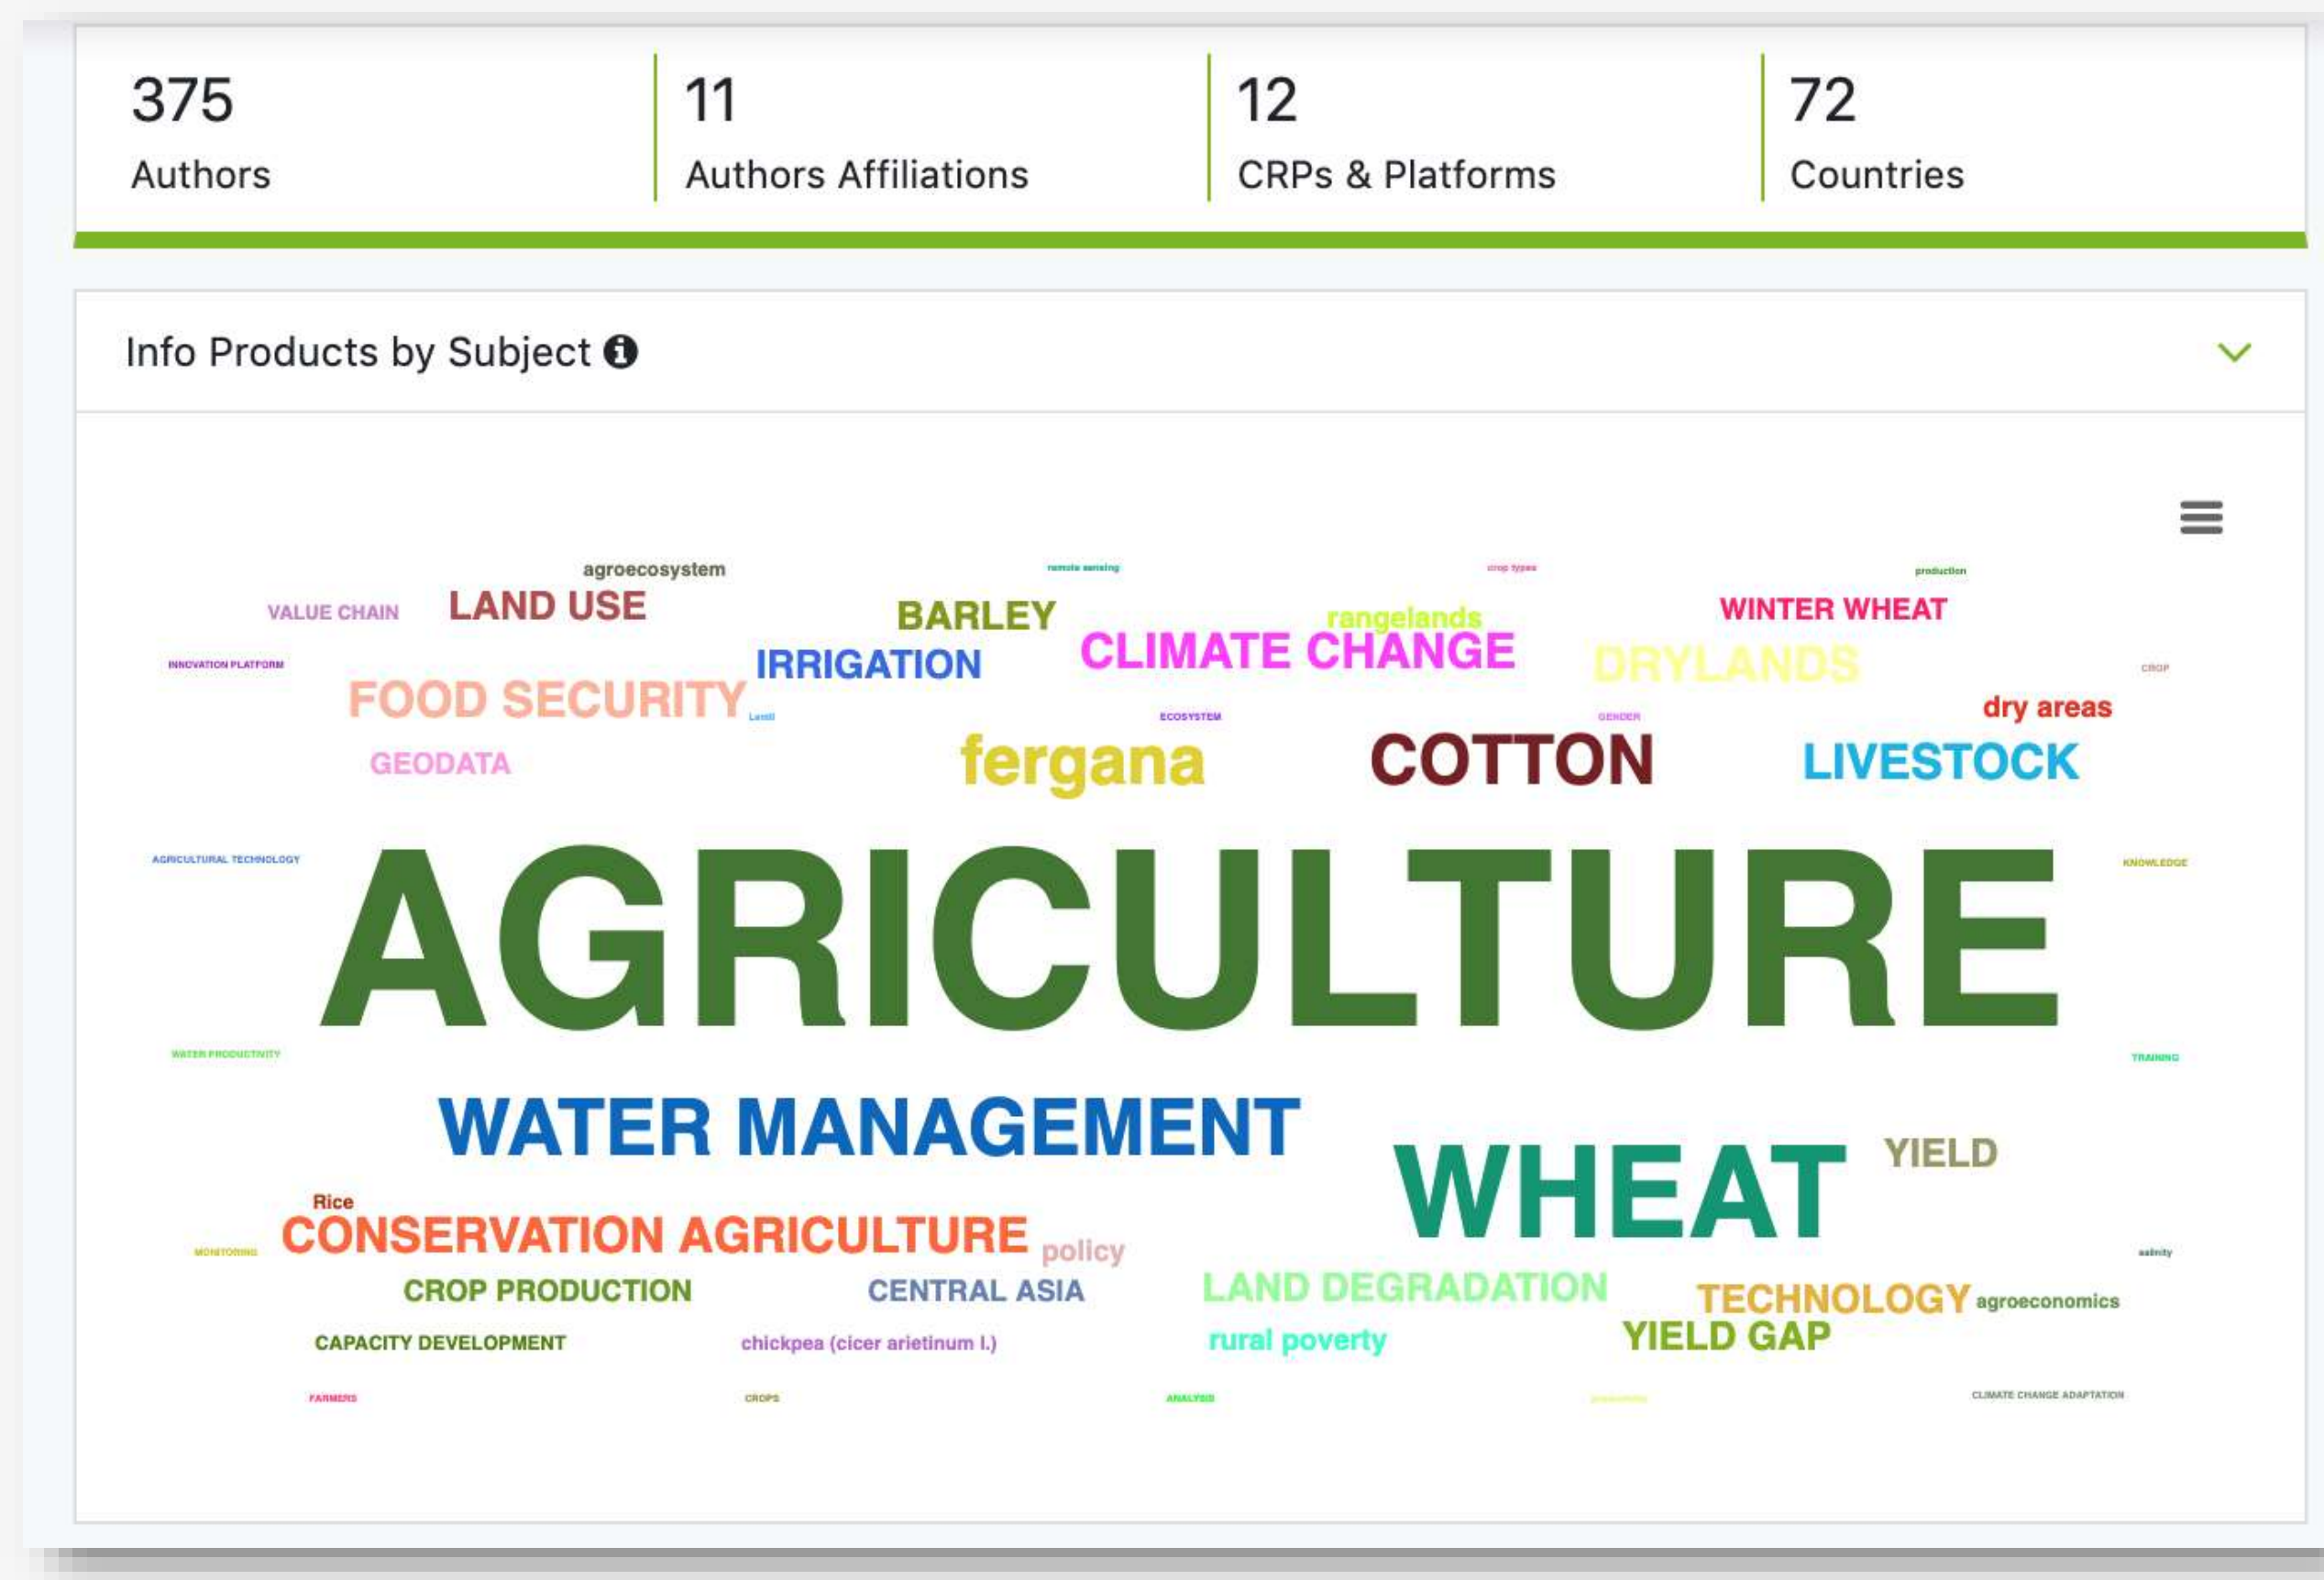 375
Authors
11
Authors Affiliations
12
CRPs & Platforms
72
Countries
Info Products by Subject
agroecosystem
remote sensing
crop types
production
VALUE CHAIN
LAND USE
BARLEY
rangelands
WINTER WHEAT
INNOVATION PLATFORM
IRRIGATION
CLIMATE CHANGE
DRYLANDS
CROP
FOOD SECURITY
Lentil
ECOSYSTEM
GENDER
dry areas
GEODATA
fergana
COTTON
LIVESTOCK
AGRICULTURAL TECHNOLOGY
AGRICULTURE
KNOWLEDGE
WATER PRODUCTIVITY
TRAINING
WATER MANAGEMENT
WHEAT
YIELD
Rice
CONSERVATION AGRICULTURE
policy
MONITORING
salinity
CROP PRODUCTION
CENTRAL ASIA
LAND DEGRADATION
TECHNOLOGY
agroeconomics
CAPACITY DEVELOPMENT
chickpea (cicer arietinum l.)
rural poverty
YIELD GAP
FARMERS
CROPS
ANALYSIS
CLIMATE CHANGE ADAPTATION